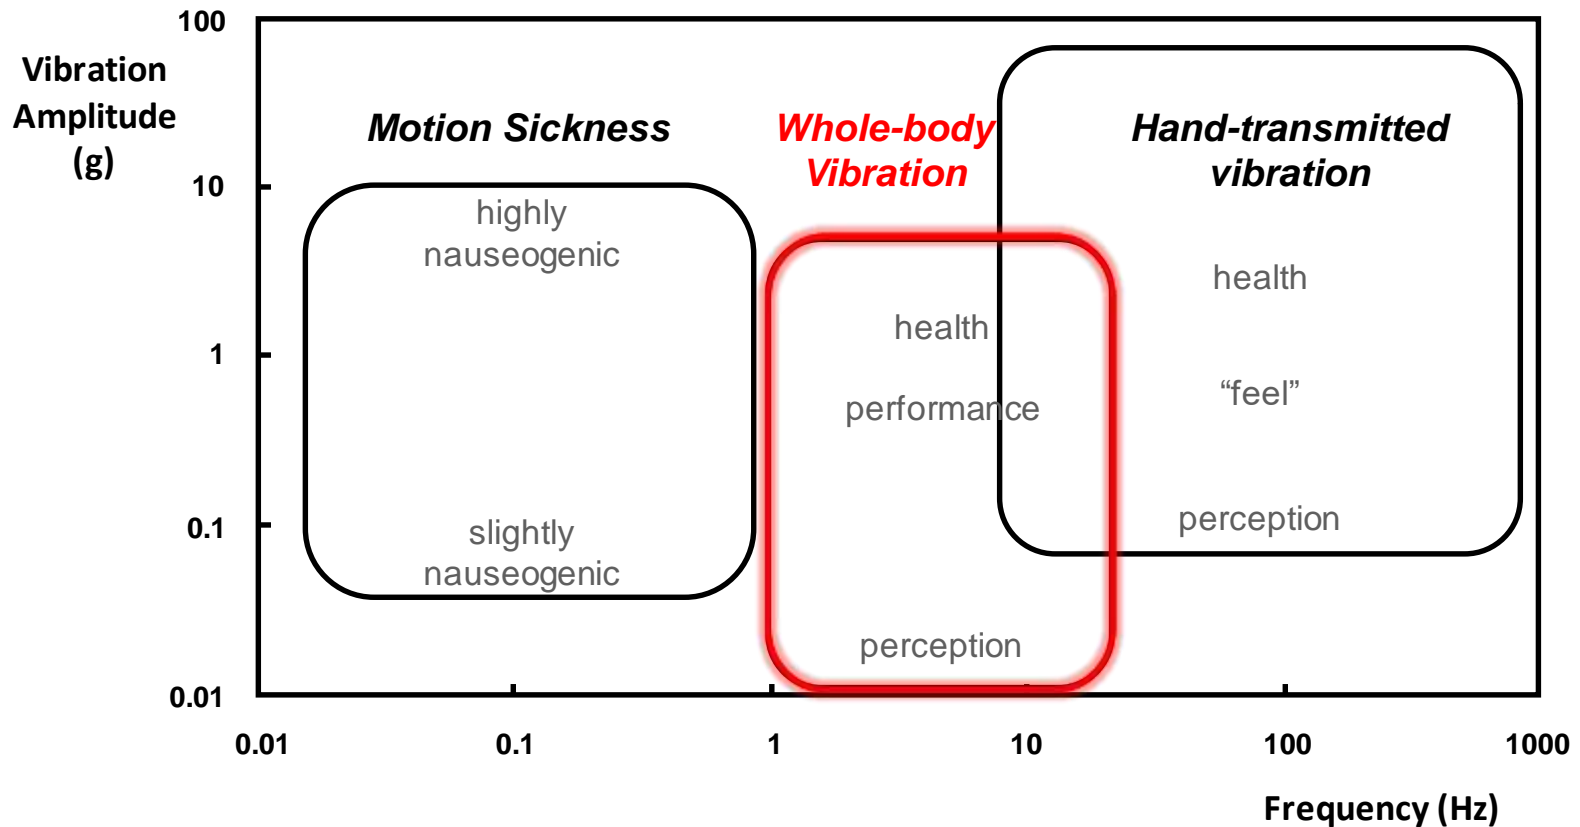 Vibration
Amplitude
(g)
100
10
1
0.1
0.01
Motion Sickness
highly
nauseogenic
slightly
nauseogenic
Whole-body
Vibration
health
performance
perception
Hand-transmitted
vibration
health
“feel”
perception
0.01
0.1
1
10
100
1000
Frequency (Hz)